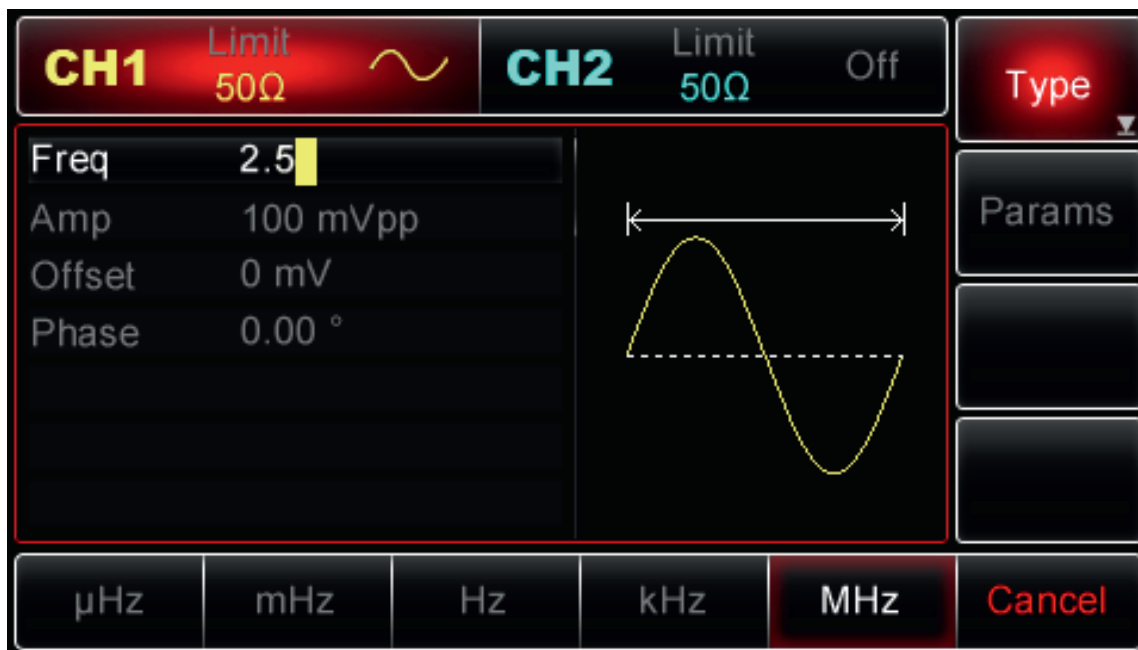 CH1 Limit 50Ω CH2 Limit 50Ω Off
Type
Freq 2.5
Amp 100 mVpp
Offset 0 mV
Phase 0.00 °
Params
µHz mHz Hz kHz MHz Cancel